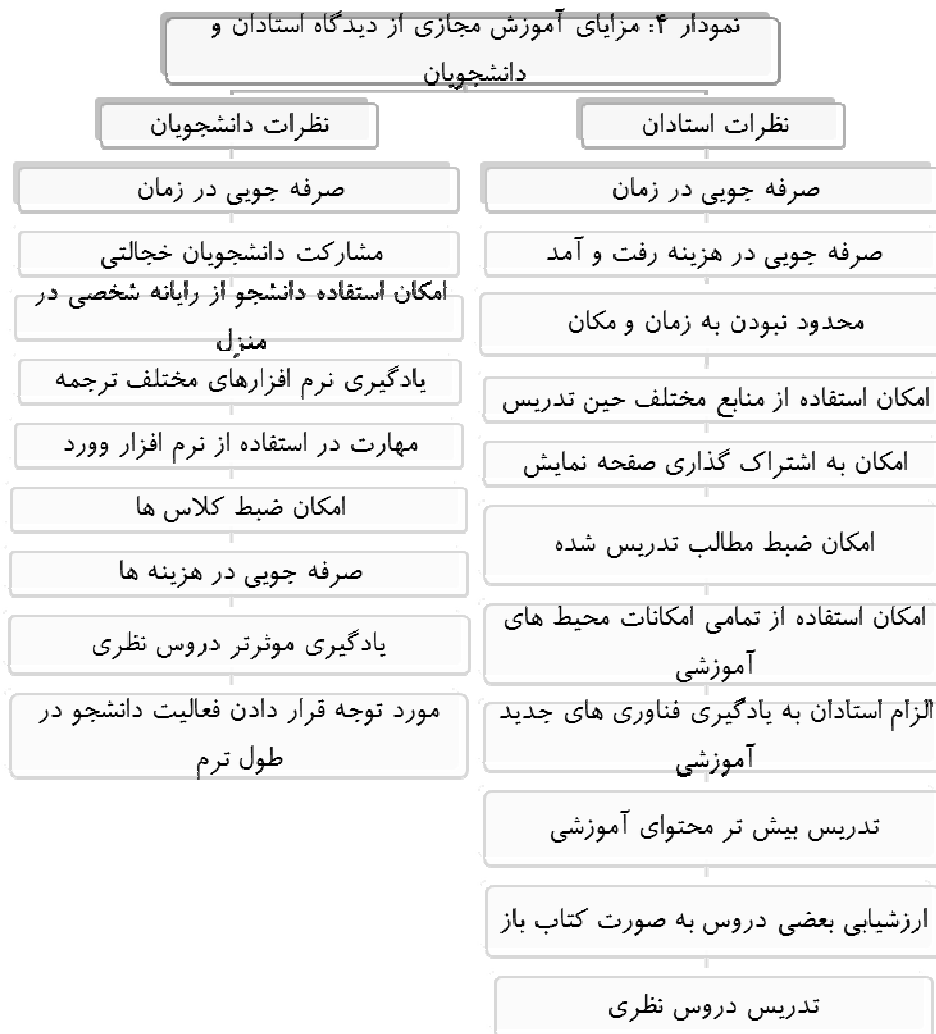 نمودار ۴: مزایای آموزش مجازی از دیدگاه استادان و
دانشجویان
نظرات استادان
صرفه جویی در زمان
صرفه جویی در هزینه رفت و آمد
محدود نبودن به زمان و مکان
امکان استفاده از منابع مختلف حین تدریس
امکان به اشتراک گذاری صفحه نمایش
امکان ضبط مطالب تدریس شده
امکان استفاده از تمامی امکانات محیط های
آموزشی
الزام استادان به یادگیری فناوری های جدید
آموزشی
تدریس بیش تر محتوای آموزشی
ارزشیابی بعضی دروس به صورت کتاب باز
تدریس دروس نظری
نظرات دانشجویان
صرفه جویی در زمان
مشارکت دانشجویان خجالتی
امکان استفاده دانشجو از رایانه شخصی در
منزل
یادگیری نرم افزارهای مختلف ترجمه
مهارت در استفاده از نرم افزار وورد
امکان ضبط کلاس ها
صرفه جویی در هزینه ها
یادگیری موثرتر دروس نظری
مورد توجه قرار دادن فعالیت دانشجو در
طول ترم